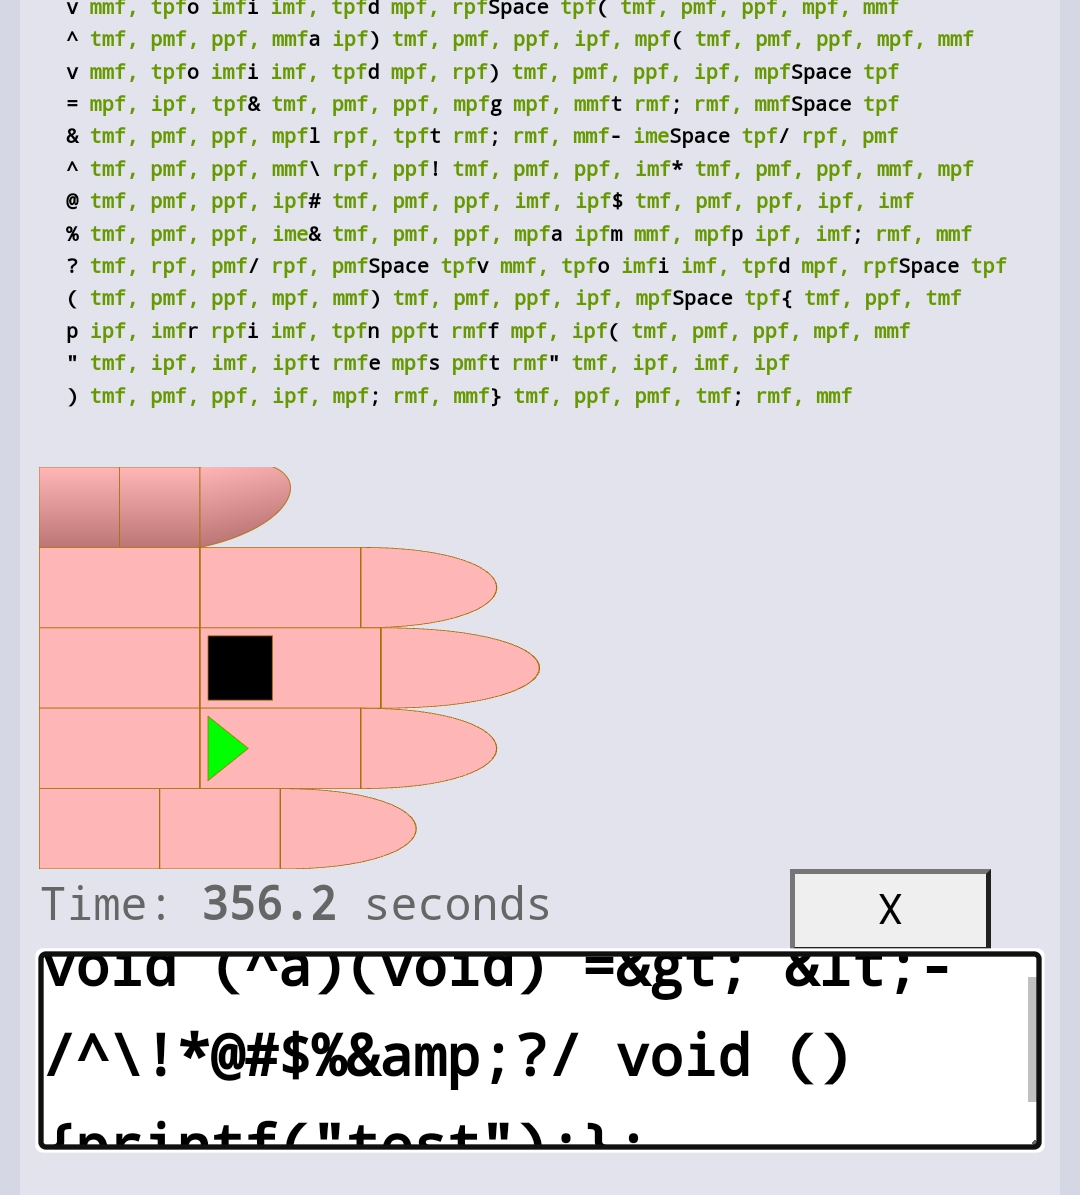 v mmf, tpfo imfi imf, tpfd mpf, rpfSpace tpf( tmf, pmf, ppf, mpf, mmf
^ tmf, pmf, ppf, mmfa ipf) tmf, pmf, ppf, ipf, mpf( tmf, pmf, ppf, mpf, mmf
v mmf, tpfo imfi imf, tpfd mpf, rpf) tmf, pmf, ppf, ipf, mpfSpace tpf
= mpf, ipf, tpf& tmf, pmf, ppf, mpfg mpf, mmft rmf; rmf, mmfSpace tpf
& tmf, pmf, ppf, mpfl rpf, tpft rmf; rmf, mmf- imeSpace tpf/ rpf, pmf
^ tmf, pmf, ppf, mmf\ rpf, ppf! tmf, pmf, ppf, imf* tmf, pmf, ppf, mmf, mpf
@ tmf, pmf, ppf, ipf# tmf, pmf, ppf, imf, ipf$ tmf, pmf, ppf, ipf, imf
% tmf, pmf, ppf, ime& tmf, pmf, ppf, mpfa ipfm mmf, mpfp ipf, imf; rmf, mmf
? tmf, rpf, pmf/ rpf, pmfSpace tpfv mmf, tpfo imfi imf, tpfd mpf, rpfSpace tpf
( tmf, pmf, ppf, mpf, mmf) tmf, pmf, ppf, ipf, mpfSpace tpf{ tmf, ppf, tmf
p ipf, imfr rpfi imf, tpfn ppft rmff mpf, ipf( tmf, pmf, ppf, mpf, mmf
" tmf, ipf, imf, ipft rmfe mpfs pmft rmf" tmf, ipf, imf, ipf
) tmf, pmf, ppf, ipf, mpf; rmf, mmf} tmf, ppf, pmf, tmf; rmf, mmf
Time: 356.2 seconds
X
void (^a)(void) =&gt; &lt;-
/^\!*@#$%&amp;?/ void ()
{printf("test");};